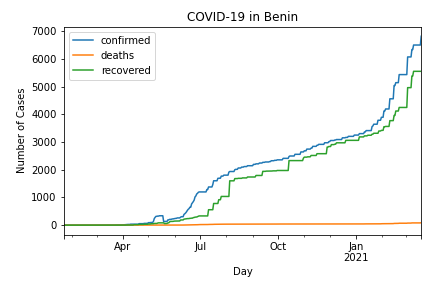 COVID-19 in Benin
confirmed
deaths
recovered
Number of Cases
7000
6000
5000
4000
3000
2000
1000
0
Apr
Jul
Oct
Jan
2021
Day